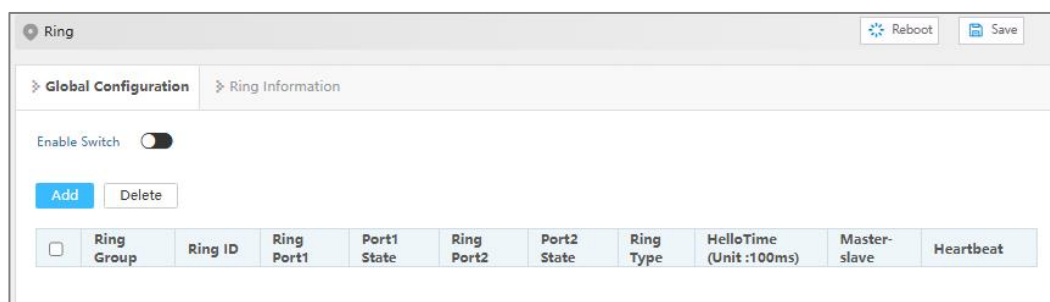 Ring
Reboot
Save
Global Configuration
Ring Information
Enable Switch
Add
Delete
Ring Group
Ring ID
Ring Port1
Port1 State
Ring Port2
Port2 State
Ring Type
HelloTime (Unit :100ms)
Master-slave
Heartbeat